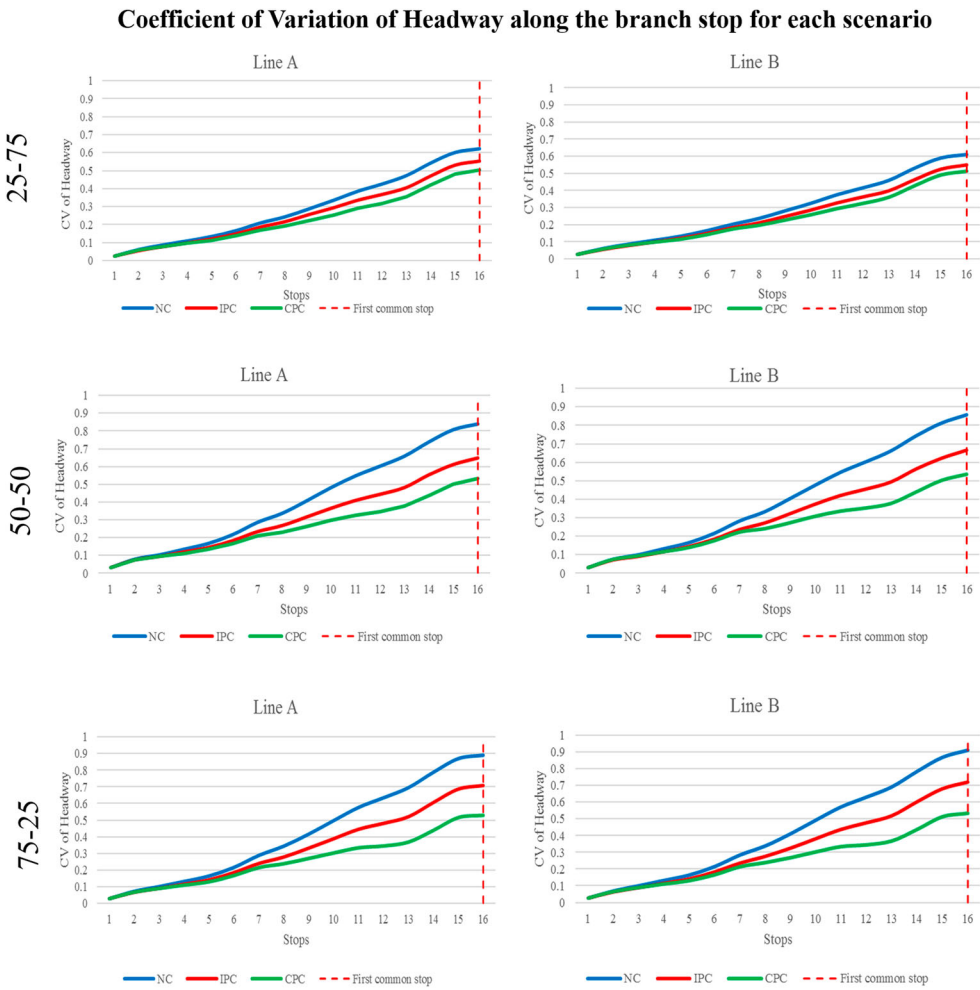 Coefficient of Variation of Headway along the branch stop for each scenario
25-75
Line A
CV of Headway
1
0.9
0.8
0.7
0.6
0.5
0.4
0.3
0.2
0.1
0
1 2 3 4 5 6 7 8 9 10 11 12 13 14 15 16
Stops
NC IPC CPC First common stop
Line B
CV of Headway
1
0.9
0.8
0.7
0.6
0.5
0.4
0.3
0.2
0.1
0
1 2 3 4 5 6 7 8 9 10 11 12 13 14 15 16
Stops
NC IPC CPC First common stop
50-50
Line A
CV of Headway
1
0.9
0.8
0.7
0.6
0.5
0.4
0.3
0.2
0.1
0
1 2 3 4 5 6 7 8 9 10 11 12 13 14 15 16
Stops
NC IPC CPC First common stop
Line B
CV of Headway
1
0.9
0.8
0.7
0.6
0.5
0.4
0.3
0.2
0.1
0
1 2 3 4 5 6 7 8 9 10 11 12 13 14 15 16
Stops
NC IPC CPC First common stop
75-25
Line A
CV of Headway
1
0.9
0.8
0.7
0.6
0.5
0.4
0.3
0.2
0.1
0
1 2 3 4 5 6 7 8 9 10 11 12 13 14 15 16
Stops
NC IPC CPC First common stop
Line B
CV of Headway
1
0.9
0.8
0.7
0.6
0.5
0.4
0.3
0.2
0.1
0
1 2 3 4 5 6 7 8 9 10 11 12 13 14 15 16
Stops
NC IPC CPC First common stop